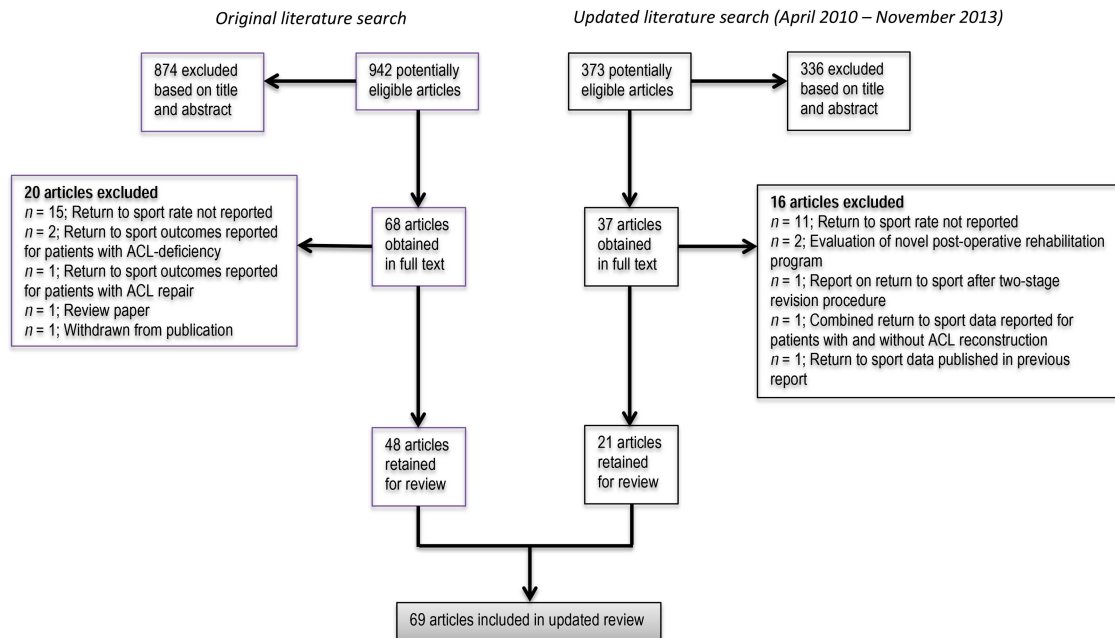 Original literature search
Updated literature search (April 2010 – November 2013)
874 excluded
based on title
and abstract
942 potentially
eligible articles
373 potentially
eligible articles
336 excluded
based on title
and abstract
20 articles excluded
n = 15; Return to sport rate not reported
n = 2; Return to sport outcomes reported
for patients with ACL-deficiency
n = 1; Return to sport outcomes reported
for patients with ACL repair
n = 1; Review paper
n = 1; Withdrawn from publication
68 articles
obtained
in full text
37 articles
obtained
in full text
16 articles excluded
n = 11; Return to sport rate not reported
n = 2; Evaluation of novel post-operative rehabilitation
program
n = 1; Report on return to sport after two-stage
revision procedure
n = 1; Combined return to sport data reported for
patients with and without ACL reconstruction
n = 1; Return to sport data published in previous
report
48 articles
retained
for review
21 articles
retained
for review
69 articles included in updated review